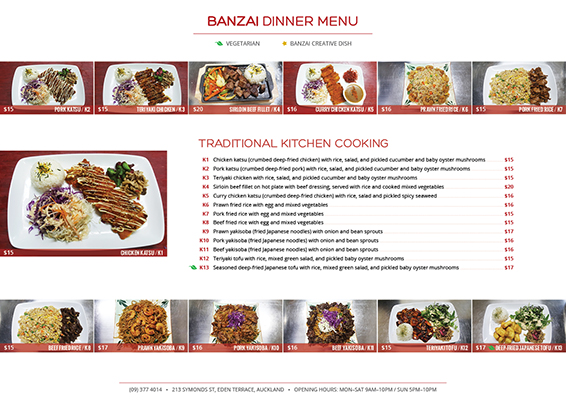 BANZAI DINNER MENU
VEGETARIAN BANZAI CREATIVE DISH
$15 PORK KATSU / K2
$15 TERIYAKI CHICKEN / K3
$20 SIRLOIN BEEF FILLET / K4
$16 CURRY CHICKEN KATSU / K5
$16 PRAWN FRIED RICE / K6
$15 PORK FRIED RICE / K7
TRADITIONAL KITCHEN COOKING
K1 Chicken katsu (crumbed deep-fried chicken) with rice, salad, and pickled cucumber and baby oyster mushrooms $15
K2 Pork katsu (crumbed deep-fried pork) with rice, salad, and pickled cucumber and baby oyster mushrooms $15
K3 Teriyaki chicken with rice, salad, and pickled cucumber and baby oyster mushrooms $15
K4 Sirloin beef fillet on hot plate with beef dressing, served with rice and cooked mixed vegetables $20
K5 Curry chicken katsu (crumbed deep-fried chicken) with rice, salad and pickled spicy seaweed $16
K6 Prawn fried rice with egg and mixed vegetables $16
K7 Pork fried rice with egg and mixed vegetables $15
K8 Beef fried rice with egg and mixed vegetables $15
K9 Prawn yakisoba (fried Japanese noodles) with onion and bean sprouts $17
K10 Pork yakisoba (fried Japanese noodles) with onion and bean sprouts $16
K11 Beef yakisoba (fried Japanese noodles) with onion and bean sprouts $16
K12 Teriyaki tofu with rice, mixed green salad, and pickled baby oyster mushrooms $15
K13 Seasoned deep-fried Japanese tofu with rice, mixed green salad, and pickled baby oyster mushrooms $17
$15 CHICKEN KATSU / K1
$15 BEEF FRIED RICE / K8
$17 PRAWN YAKISOBA / K9
$16 PORK YAKISOBA / K10
$16 BEEF YAKISOBA / K11
$15 TERIYAKI TOFU / K12
$17 DEEP-FRIED JAPANESE TOFU / K13
(09) 377 4014 • 213 SYMONDS ST, EDEN TERRACE, AUCKLAND • OPENING HOURS: MON–SAT 9AM–10PM / SUN 5PM–10PM